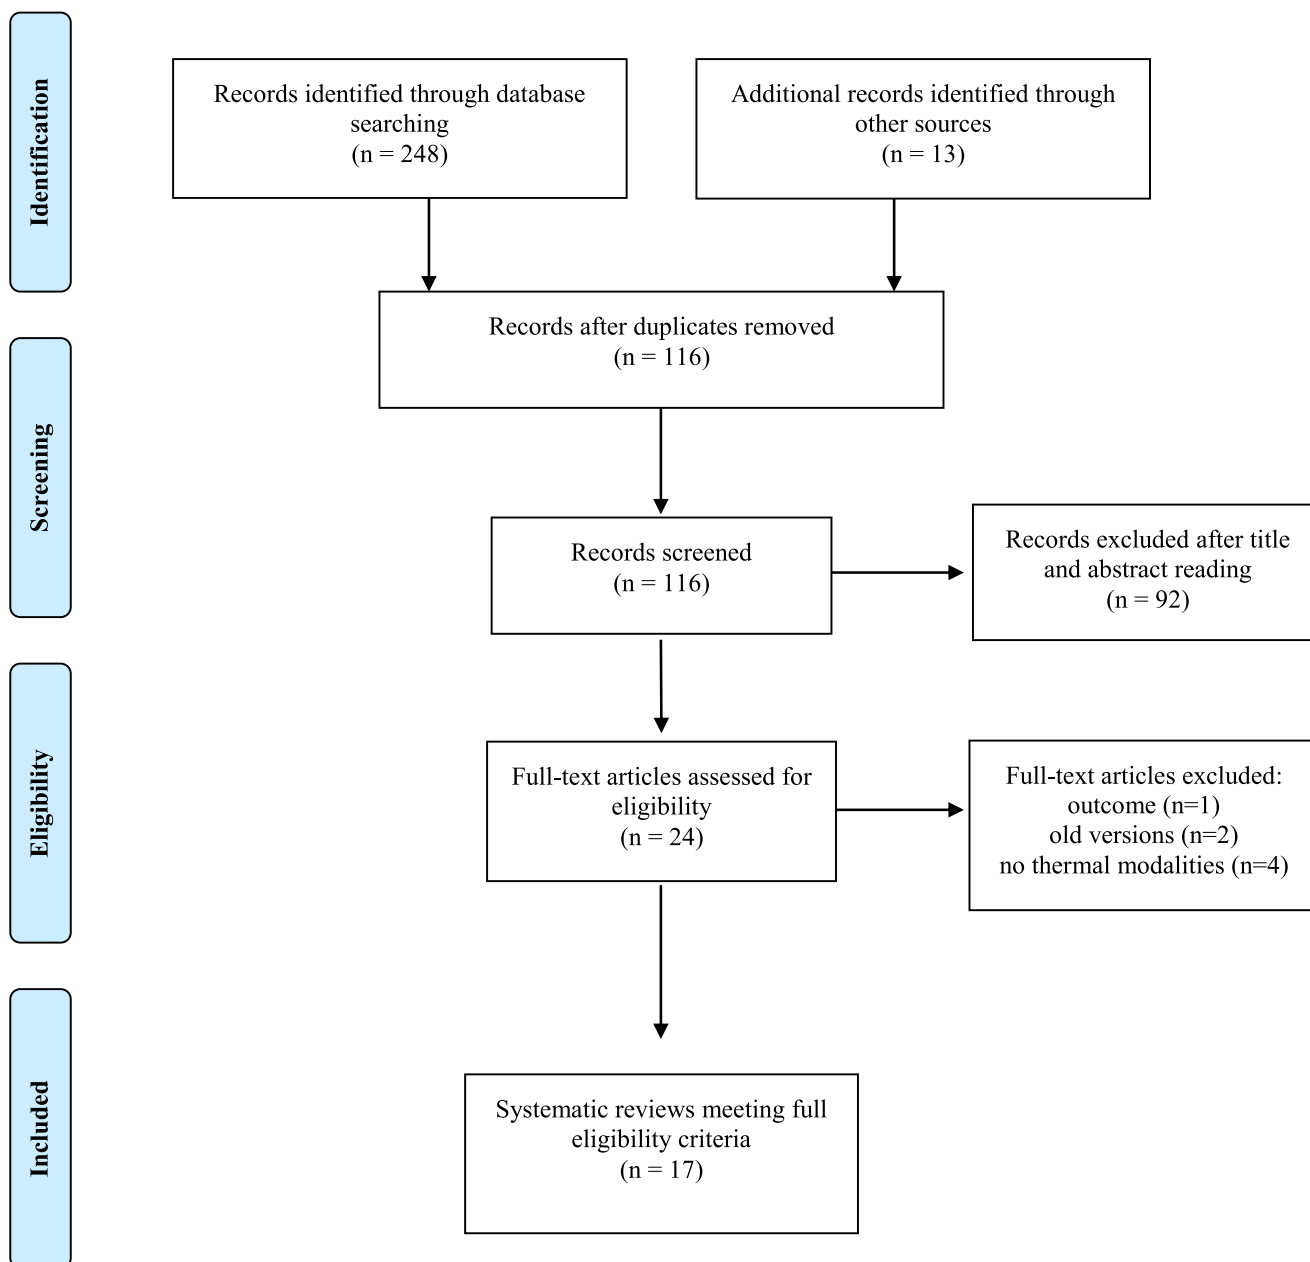 Identification
Records identified through database
searching
(n = 248)
Additional records identified through
other sources
(n = 13)
Records after duplicates removed
(n = 116)
Screening
Records screened
(n = 116)
Records excluded after title
and abstract reading
(n = 92)
Eligibility
Full-text articles assessed for
eligibility
(n = 24)
Full-text articles excluded:
outcome (n=1)
old versions (n=2)
no thermal modalities (n=4)
Included
Systematic reviews meeting full
eligibility criteria
(n = 17)